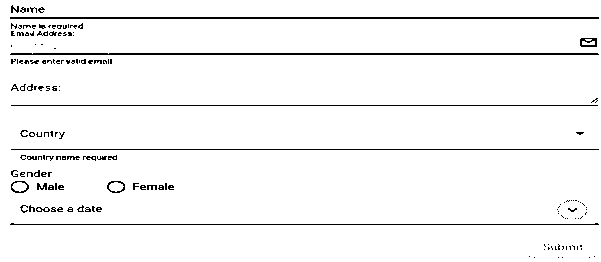 Name
Name is required
Email Address:
Please enter valid email
Address:
Country
Country name required
Gender
Male Female
Choose a date
Submit